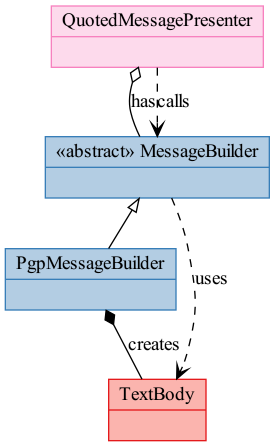 QuotedMessagePresenter
has
calls
«abstract» MessageBuilder
PgpMessageBuilder
uses
creates
TextBody